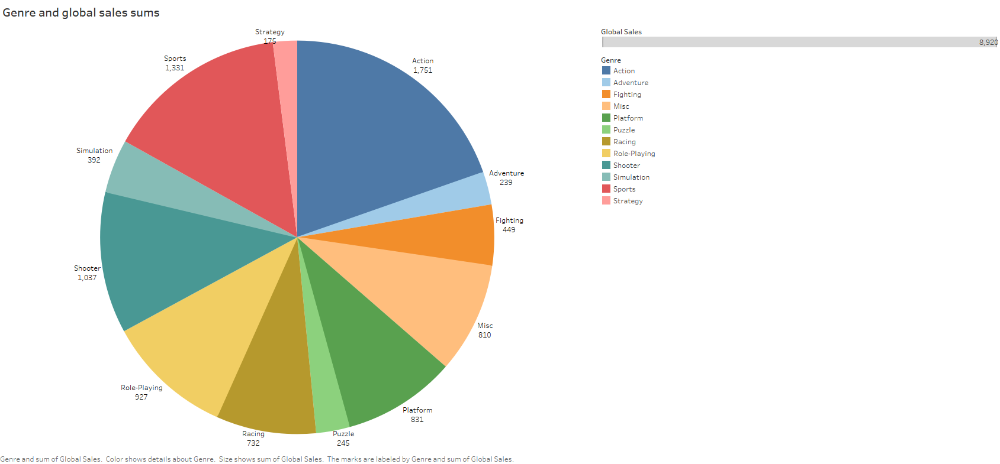 Genre and global sales sums
Strategy
175
Sports
1,331
Action
1,751
Simulation
392
Adventure
239
Fighting
449
Shooter
1,037
Misc
810
Role-Playing
927
Platform
831
Racing
732
Puzzle
245
Global Sales
8,920
Genre
Action
Adventure
Fighting
Misc
Platform
Puzzle
Racing
Role-Playing
Shooter
Simulation
Sports
Strategy
Genre and sum of Global Sales.  Color shows details about Genre.  Size shows sum of Global Sales.  The marks are labeled by Genre and sum of Global Sales.